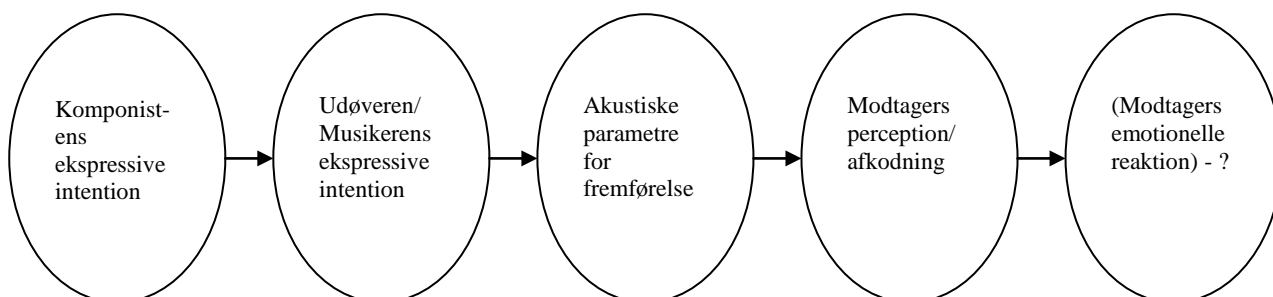 Komponist-
ens
ekspressive
intention
Udøveren/
Musikerens
ekspressive
intention
Akustiske
parametre
for
fremførelse
Modtagers
perception/
afkodning
(Modtagers
emotionelle
reaktion) - ?